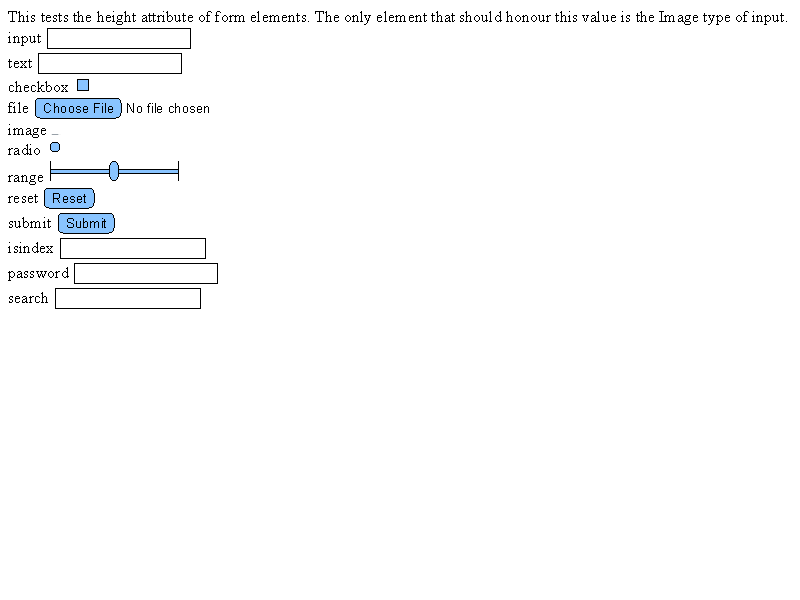 This tests the height attribute of form elements. The only element that should honour this value is the Image type of input.
input
text
checkbox
file Choose File No file chosen
image
radio
range
reset Reset
submit Submit
isindex
password
search